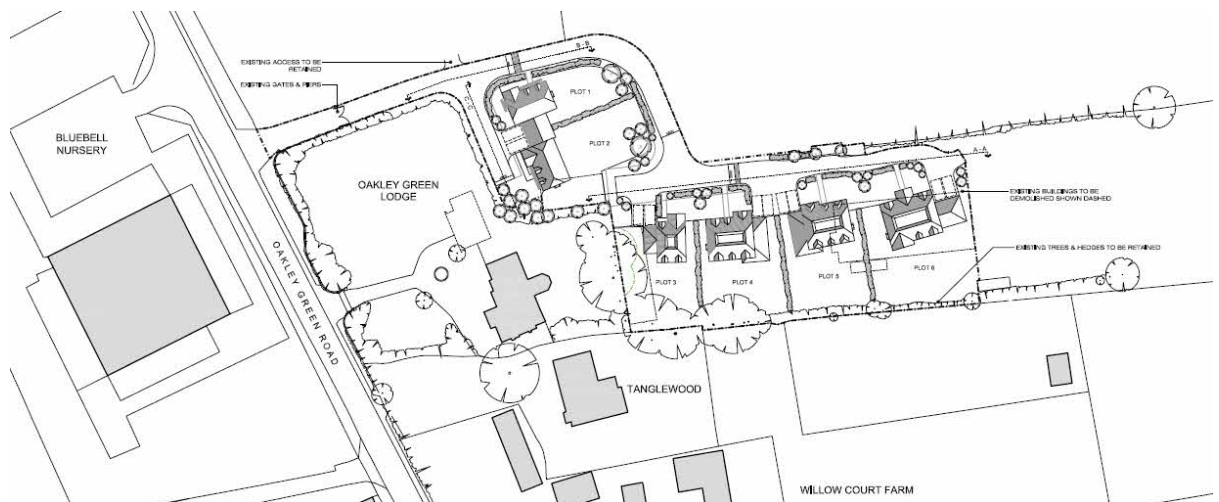 EXISTING ACCESS TO BE
RETAINED
EXISTING GATES & PIERS
BLUEBELL
NURSERY
OAKLEY GREEN
LODGE
OAKLEY GREEN ROAD
B - B
C - C
PLOT 1
PLOT 2
A - A
EXISTING BUILDINGS TO BE
DEMOLISHED SHOWN DASHED
EXISTING TREES & HEDGES TO BE RETAINED
PLOT 3
PLOT 4
PLOT 5
PLOT 6
TANGLEWOOD
WILLOW COURT FARM